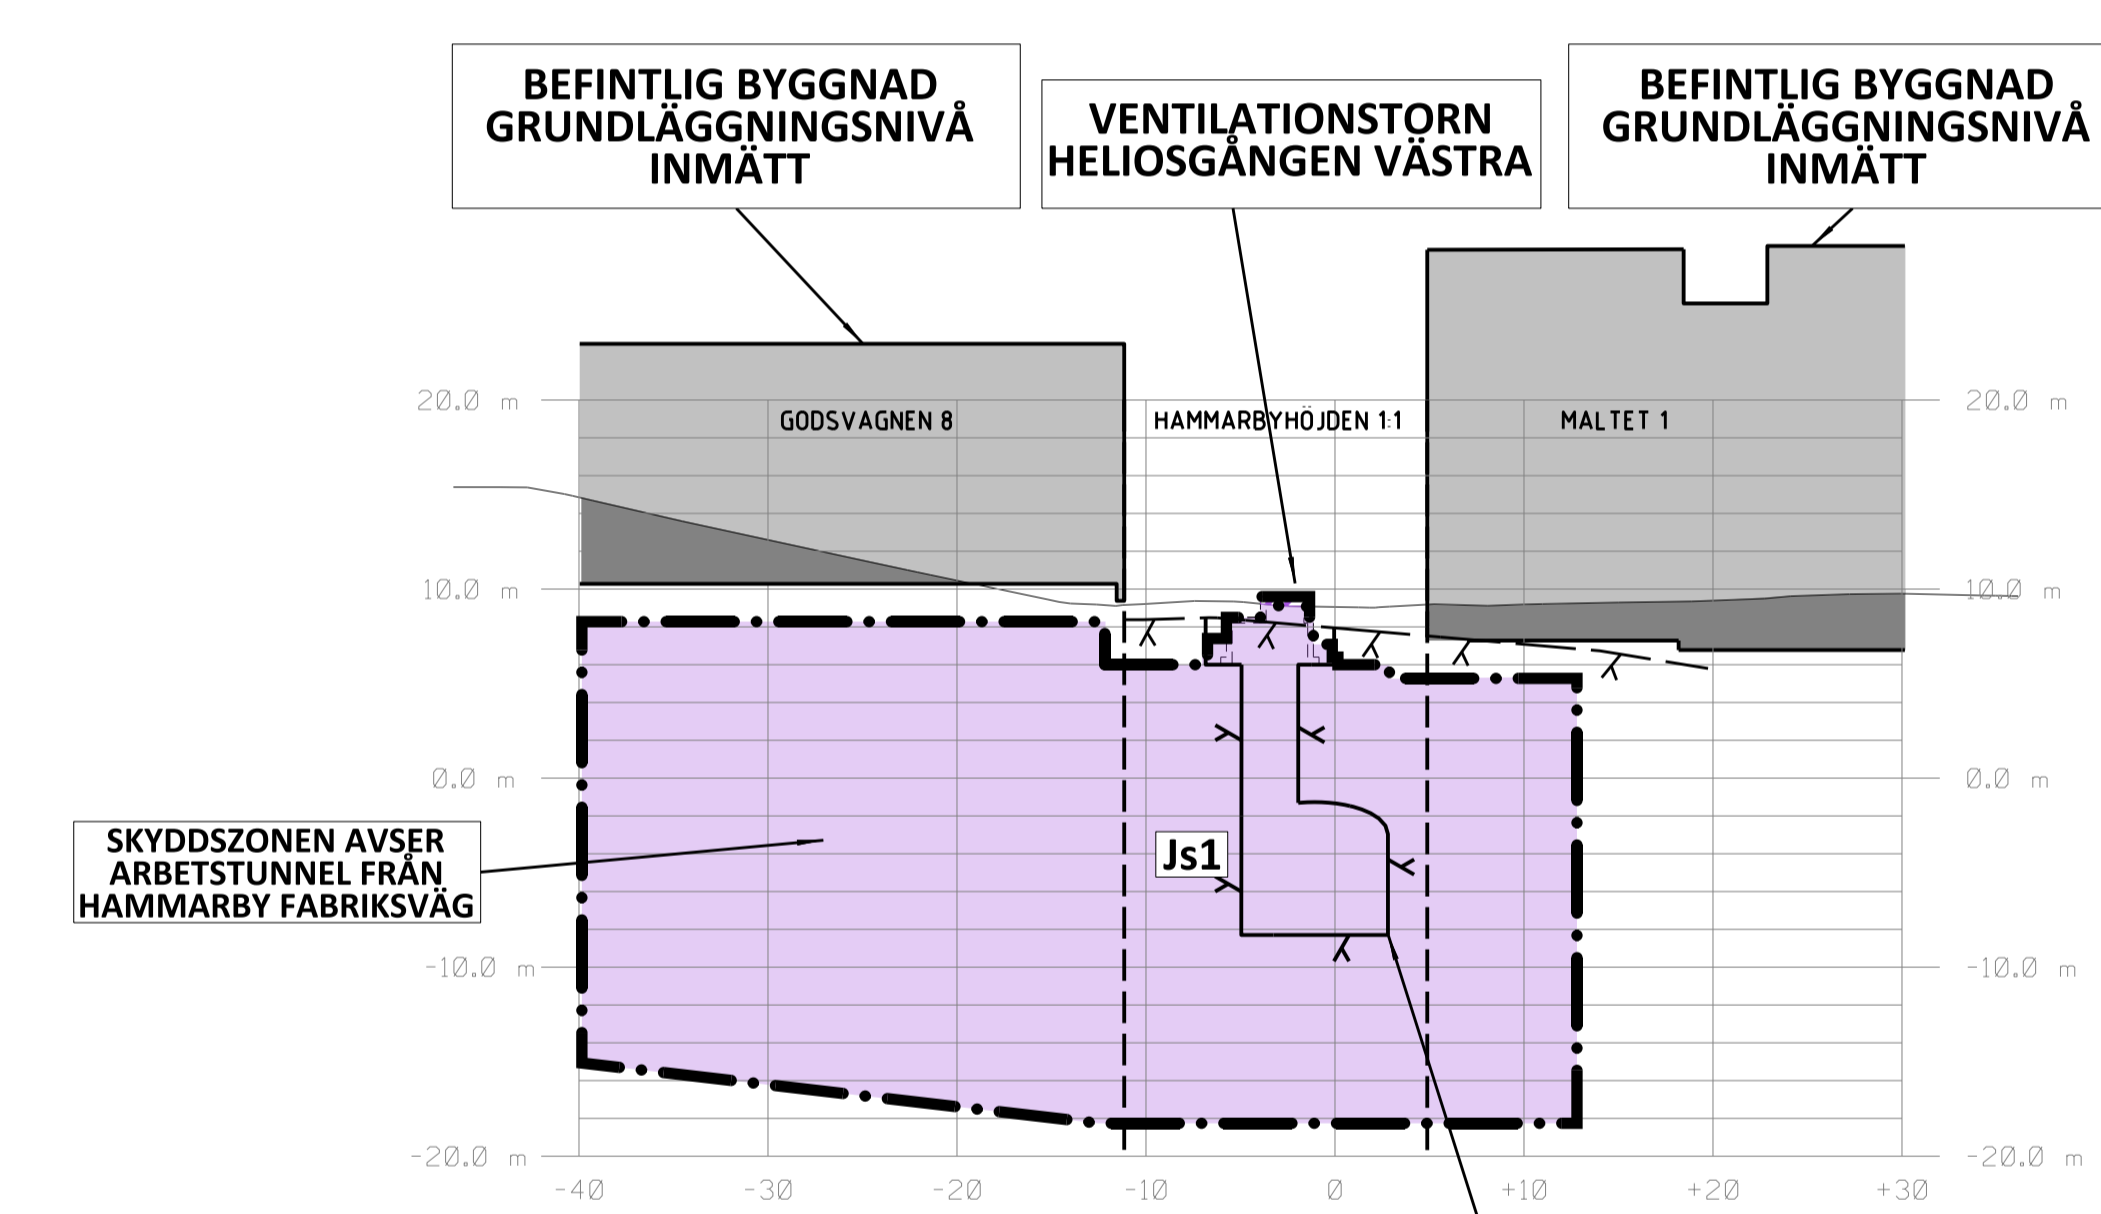 BEFINTLIG BYGGNAD
GRUNDLÄGGNINGSNIVÅ
INMÄTT
VENTILATIONSTORN
HELIOSGÅNGEN VÄSTRA
BEFINTLIG BYGGNAD
GRUNDLÄGGNINGSNIVÅ
INMÄTT
20.0 m
GODSVAGNEN 8
HAMMARBYHÖJDEN 1:1
MALTET 1
20.0 m
10.0 m
10.0 m
0.0 m
0.0 m
SKYDDSZONEN AVSER
ARBETSTUNNEL FRÅN
HAMMARBY FABRIKSVÄG
Js1
-10.0 m
-10.0 m
-20.0 m
-20.0 m
-40 -30 -20 -10 0 +10 +20 +30